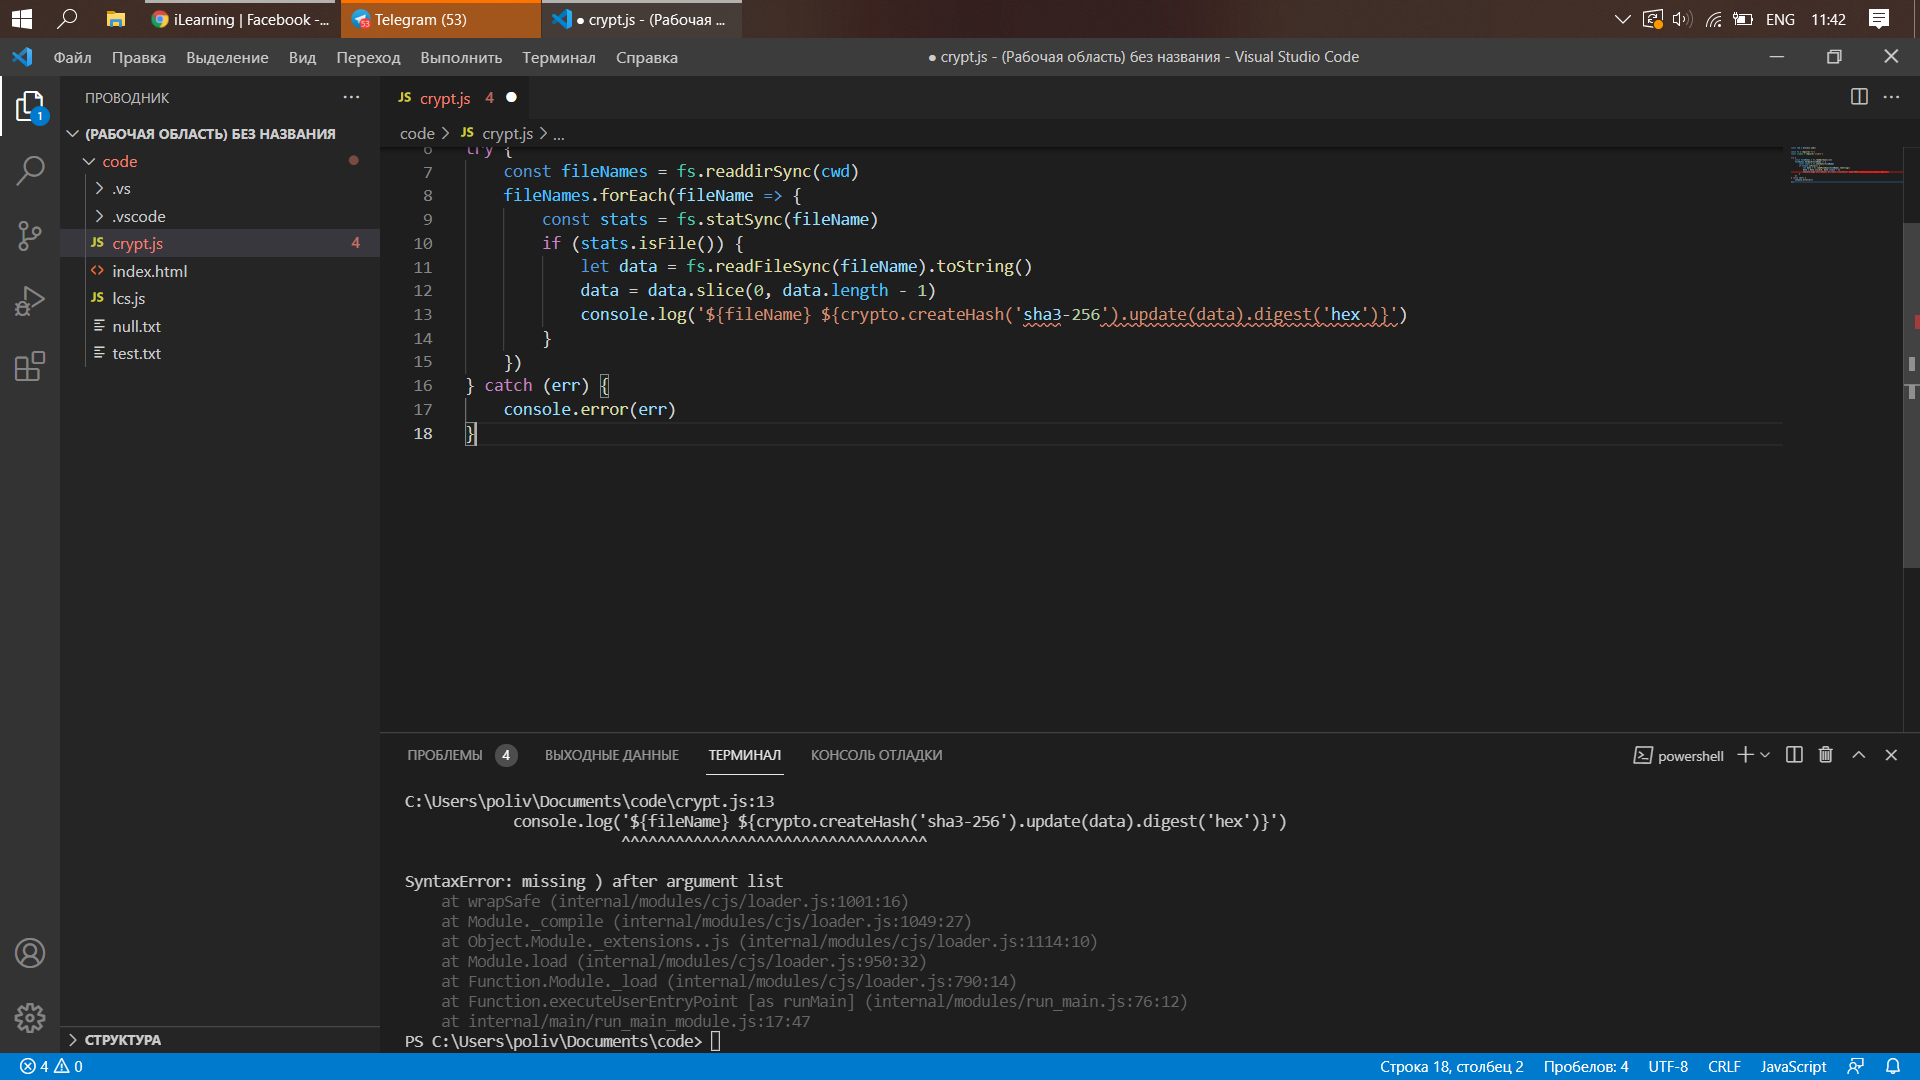 iLearning | Facebook -...
Telegram (53)
● crypt.js - (Рабочая ...
ENG
11:42
Файл Правка Выделение Вид Переход Выполнить Терминал Справка
● crypt.js - (Рабочая область) без названия - Visual Studio Code
ПРОВОДНИК
(РАБОЧАЯ ОБЛАСТЬ) БЕЗ НАЗВАНИЯ
code
.vs
.vscode
JS crypt.js 4
index.html
JS lcs.js
null.txt
test.txt
СТРУКТУРА
1
JS crypt.js 4
code > JS crypt.js > ...
6 try {
7 const fileNames = fs.readdirSync(cwd)
8 fileNames.forEach(fileName => {
9 const stats = fs.statSync(fileName)
10 if (stats.isFile()) {
11 let data = fs.readFileSync(fileName).toString()
12 data = data.slice(0, data.length - 1)
13 console.log('${fileName} ${crypto.createHash('sha3-256').update(data).digest('hex')}')
14 }
15 })
16 } catch (err) {
17 console.error(err)
18 }
ПРОБЛЕМЫ 4 ВЫХОДНЫЕ ДАННЫЕ ТЕРМИНАЛ КОНСОЛЬ ОТЛАДКИ
powershell
C:\Users\poliv\Documents\code\crypt.js:13
console.log('${fileName} ${crypto.createHash('sha3-256').update(data).digest('hex')}')
^^^^^^^^^^^^^^^^^^^^^^^^^^^^^^^^^^
SyntaxError: missing ) after argument list
at wrapSafe (internal/modules/cjs/loader.js:1001:16)
at Module._compile (internal/modules/cjs/loader.js:1049:27)
at Object.Module._extensions..js (internal/modules/cjs/loader.js:1114:10)
at Module.load (internal/modules/cjs/loader.js:950:32)
at Function.Module._load (internal/modules/cjs/loader.js:790:14)
at Function.executeUserEntryPoint [as runMain] (internal/modules/run_main.js:76:12)
at internal/main/run_main_module.js:17:47
PS C:\Users\poliv\Documents\code>
4 0
Строка 18, столбец 2 Пробелов: 4 UTF-8 CRLF JavaScript